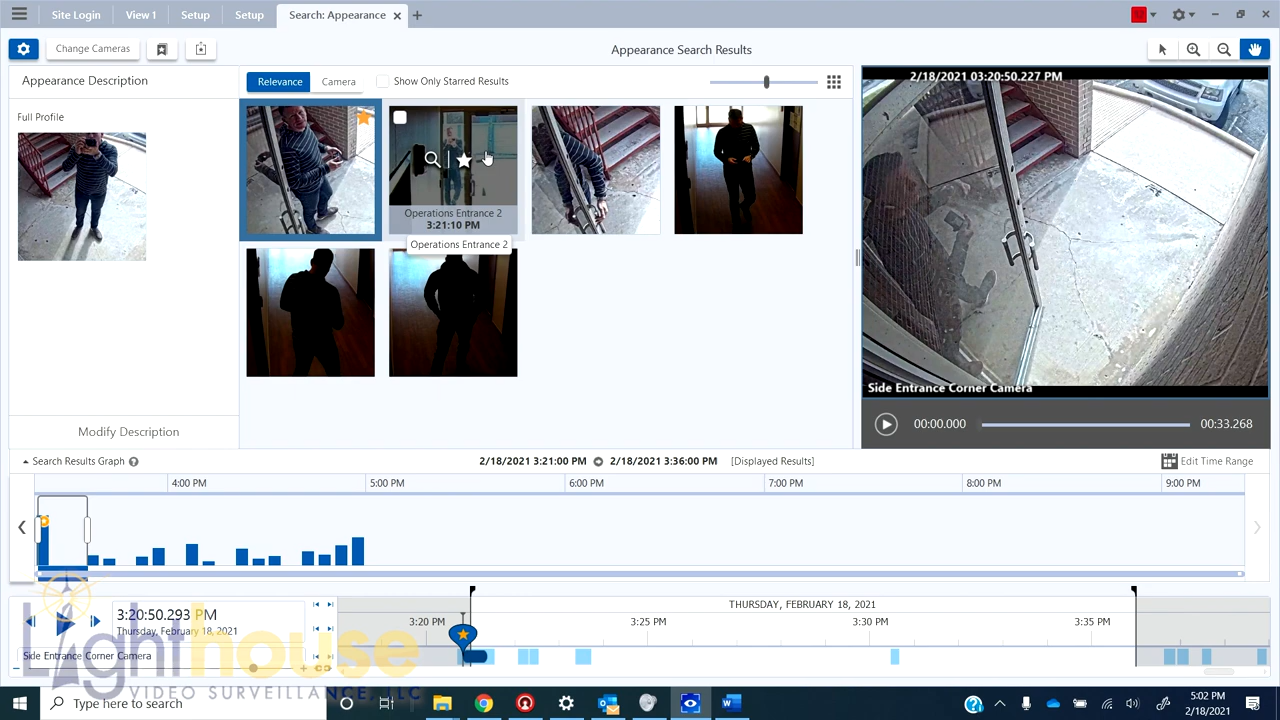 Site Login
View 1
Setup
Setup
Search: Appearance
Change Cameras
Appearance Search Results
Appearance Description
Relevance
Camera
Show Only Starred Results
Full Profile
Operations Entrance 2
3:21:10 PM
Operations Entrance 2
2/18/2021 03:20:50.227 PM
Side Entrance Corner Camera
00:00.000
00:33.268
Modify Description
Search Results Graph
2/18/2021 3:21:00 PM
2/18/2021 3:36:00 PM
[Displayed Results]
Edit Time Range
4:00 PM
5:00 PM
6:00 PM
7:00 PM
8:00 PM
9:00 PM
3:20:50.293 PM
Thursday, February 18, 2021
THURSDAY, FEBRUARY 18, 2021
3:20 PM
3:25 PM
3:30 PM
3:35 PM
Side Entrance Corner Camera
Lighthouse
VIDEO SURVEILLANCE, LLC
Type here to search
5:02 PM
2/18/2021